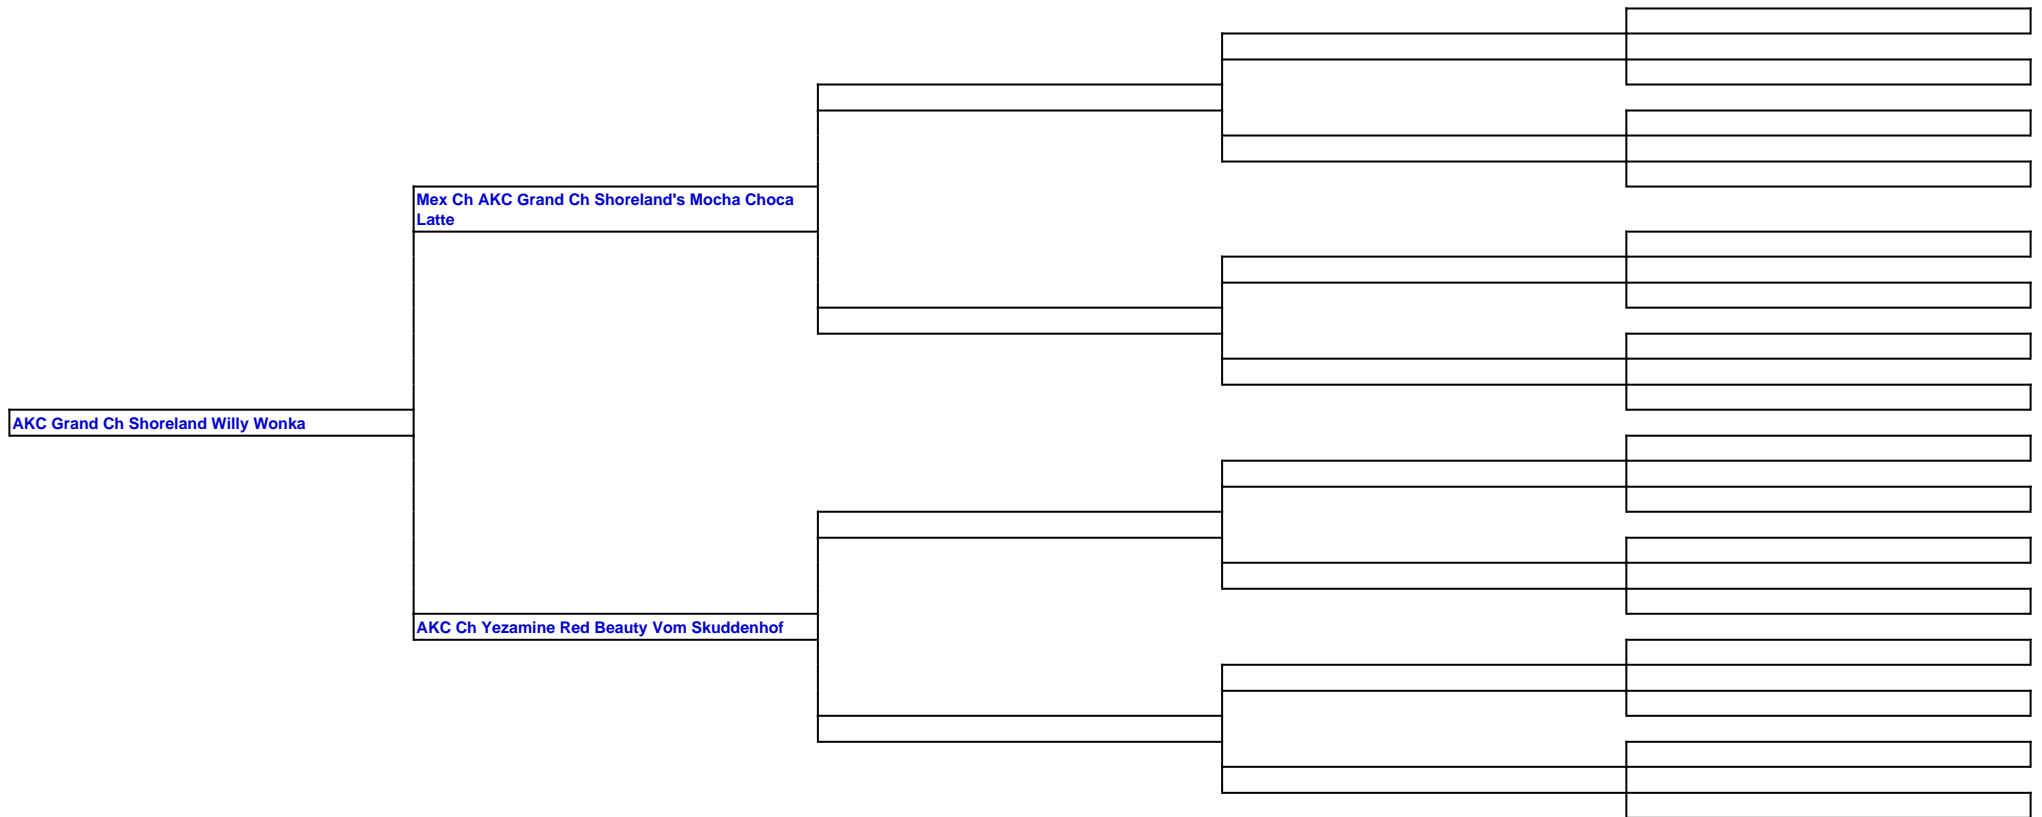 Mex Ch AKC Grand Ch Shoreland's Mocha Choca
Latte
AKC Grand Ch Shoreland Willy Wonka
AKC Ch Yezamine Red Beauty Vom Skuddenhof